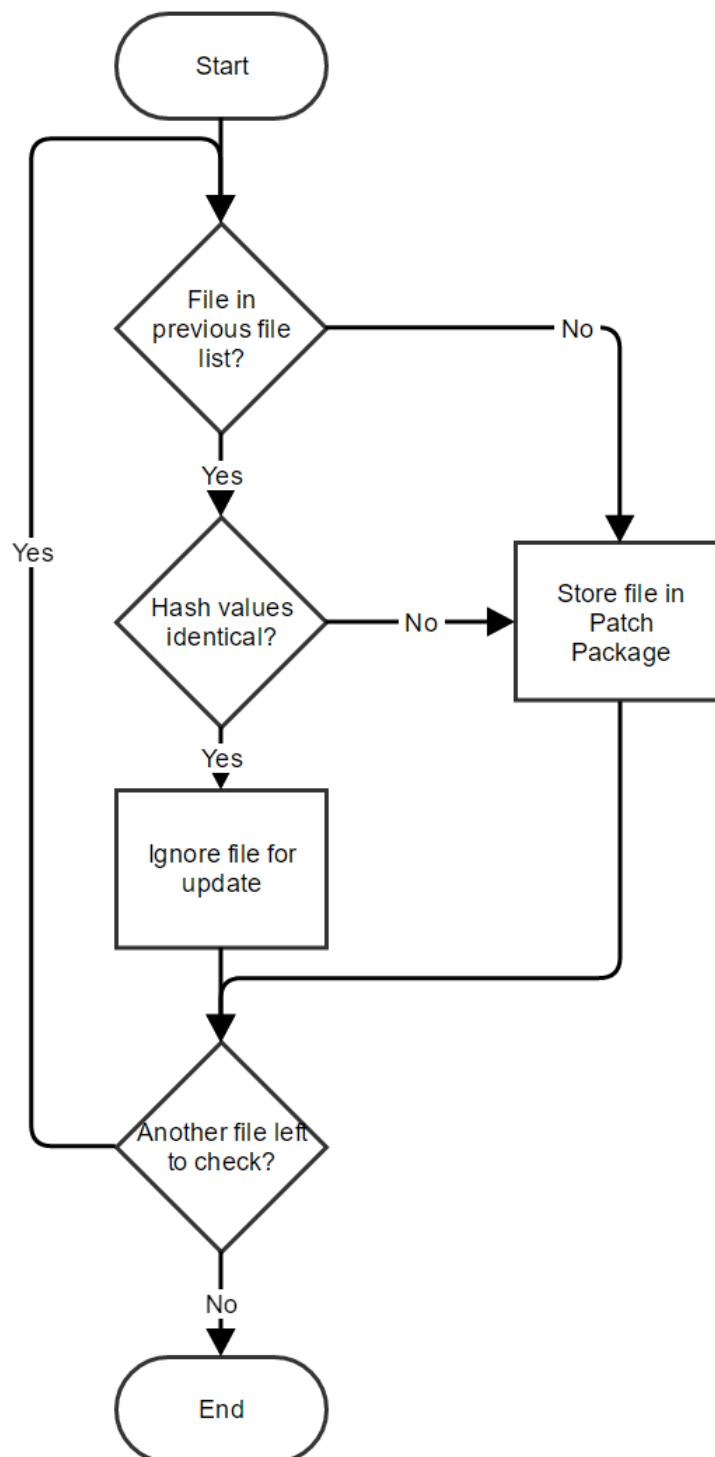 Start
File in
previous file
list?
No
Yes
Yes
Hash values
identical?
No
Store file in
Patch
Package
Yes
Ignore file for
update
Another file left
to check?
No
End